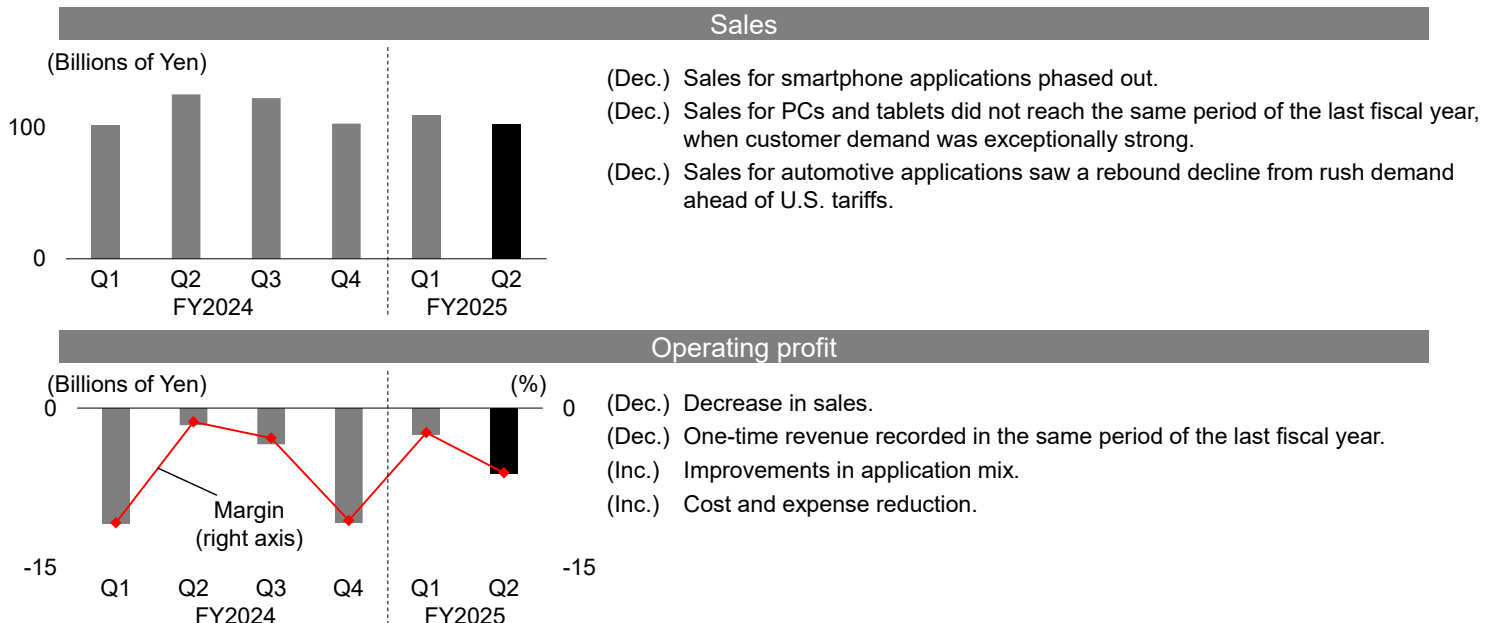 Sales
(Billions of Yen)
100
0
Q1 Q2 Q3 Q4 Q1 Q2
FY2024 FY2025
(Dec.) Sales for smartphone applications phased out.
(Dec.) Sales for PCs and tablets did not reach the same period of the last fiscal year,
when customer demand was exceptionally strong.
(Dec.) Sales for automotive applications saw a rebound decline from rush demand
ahead of U.S. tariffs.
Operating profit
(Billions of Yen) (%)
0 0
Margin
(right axis)
-15 -15
Q1 Q2 Q3 Q4 Q1 Q2
FY2024 FY2025
(Dec.) Decrease in sales.
(Dec.) One-time revenue recorded in the same period of the last fiscal year.
(Inc.) Improvements in application mix.
(Inc.) Cost and expense reduction.